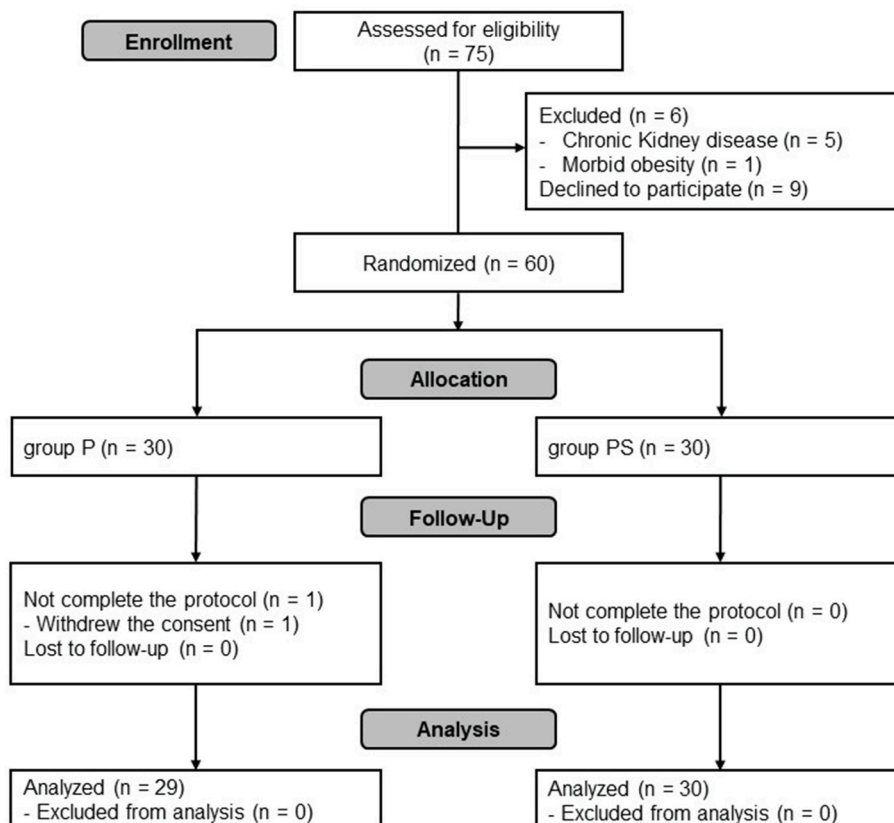 Enrollment
Assessed for eligibility
(n = 75)
Excluded (n = 6)
- Chronic Kidney disease (n = 5)
- Morbid obesity (n = 1)
Declined to participate (n = 9)
Randomized (n = 60)
Allocation
group P (n = 30)
group PS (n = 30)
Follow-Up
Not complete the protocol (n = 1)
- Withdrew the consent (n = 1)
Lost to follow-up (n = 0)
Not complete the protocol (n = 0)
Lost to follow-up (n = 0)
Analysis
Analyzed (n = 29)
- Excluded from analysis (n = 0)
Analyzed (n = 30)
- Excluded from analysis (n = 0)